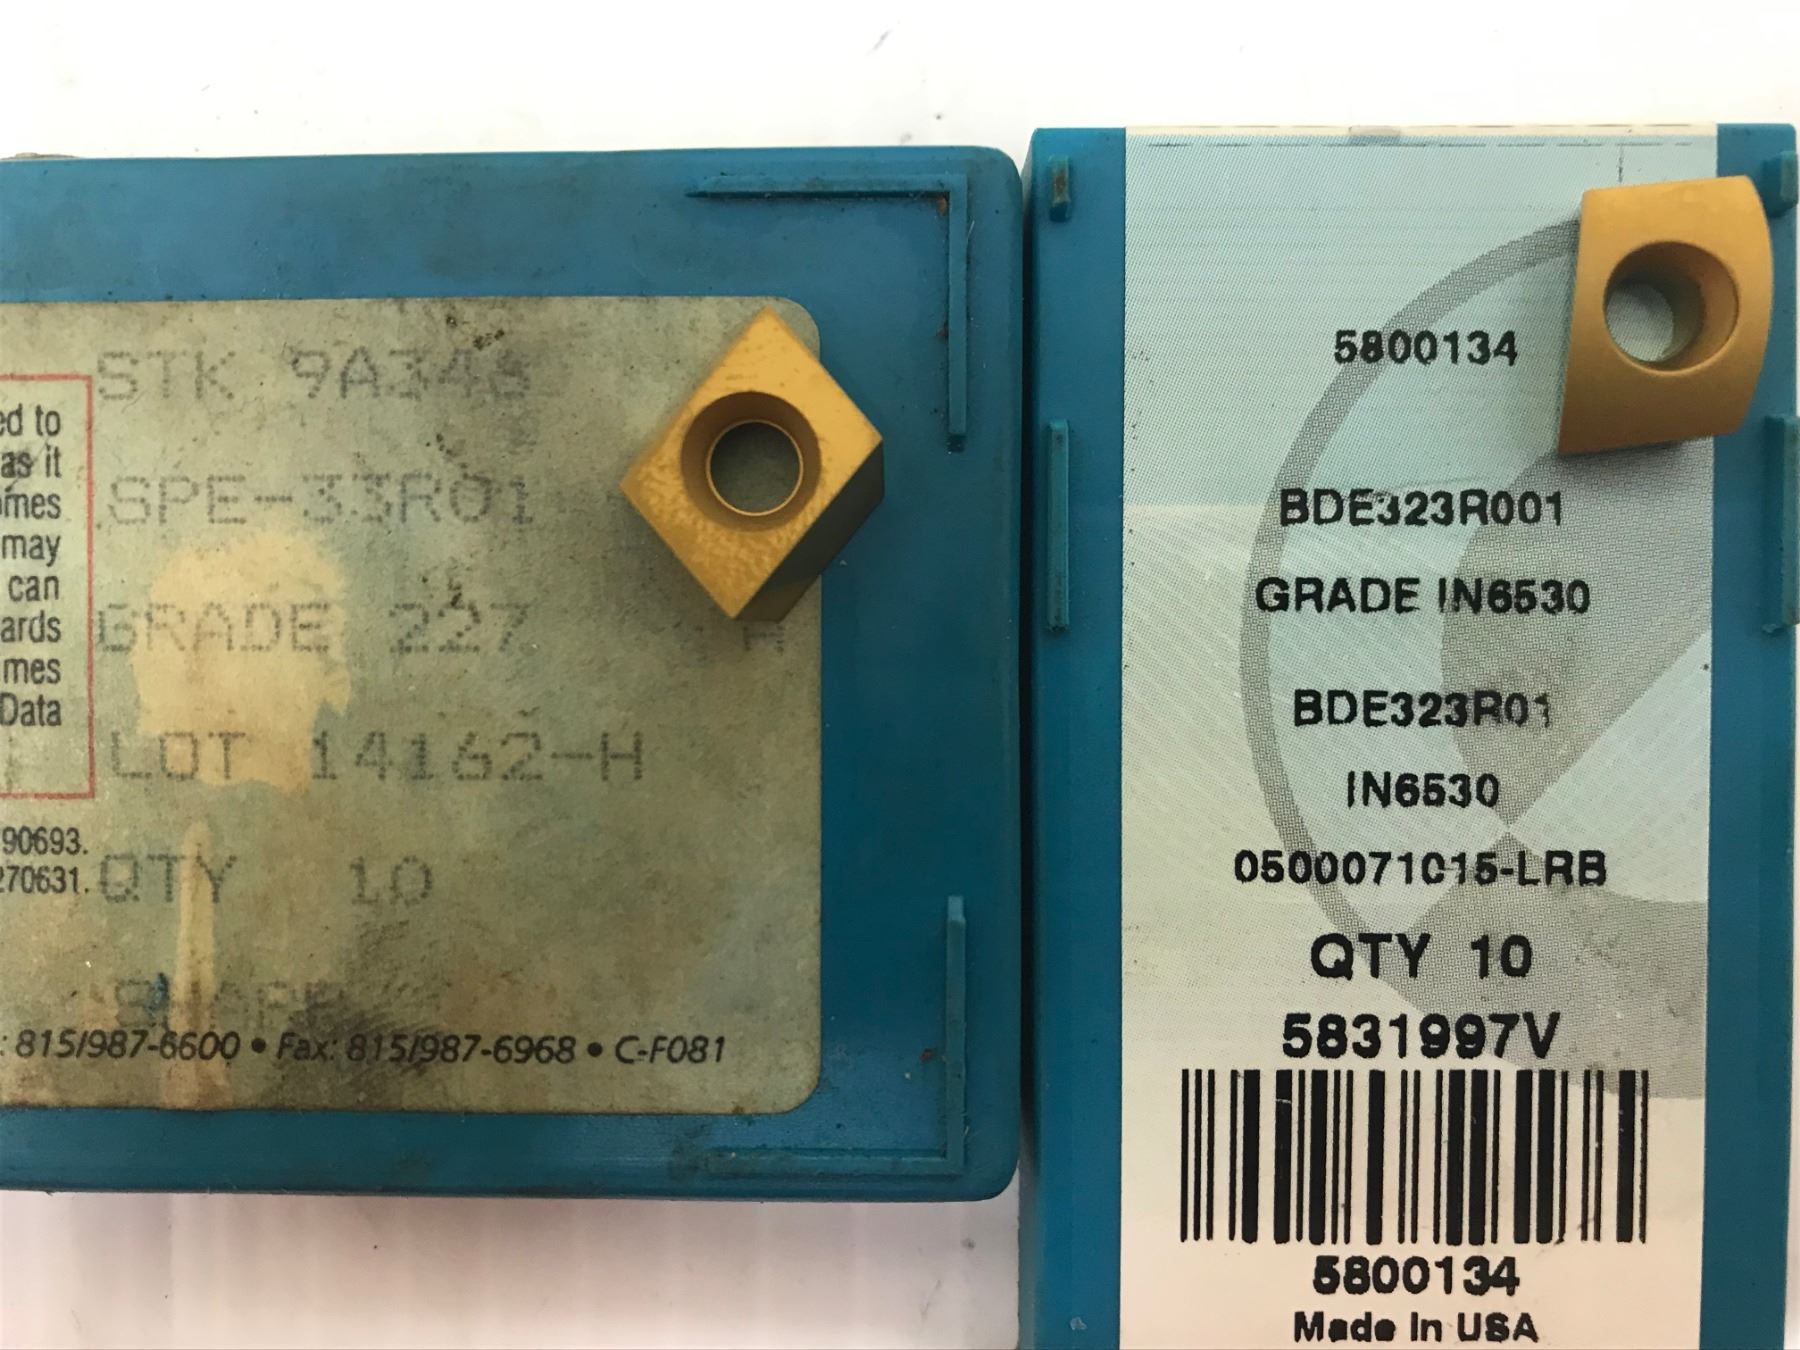 ed to
as it
omes
may
can
ards
mes
Data
90693.
270631.
STK 9A346
SPE-33R01
GRADE 227
LOT 14162-H
QTY 10
: 815/987-6600 • Fax: 815/987-6968 • C-F081
5800134
BDE323R001
GRADE IN6530
BDE323R01
IN6530
0500071015-LRB
QTY 10
5831997V
5800134
Made In USA